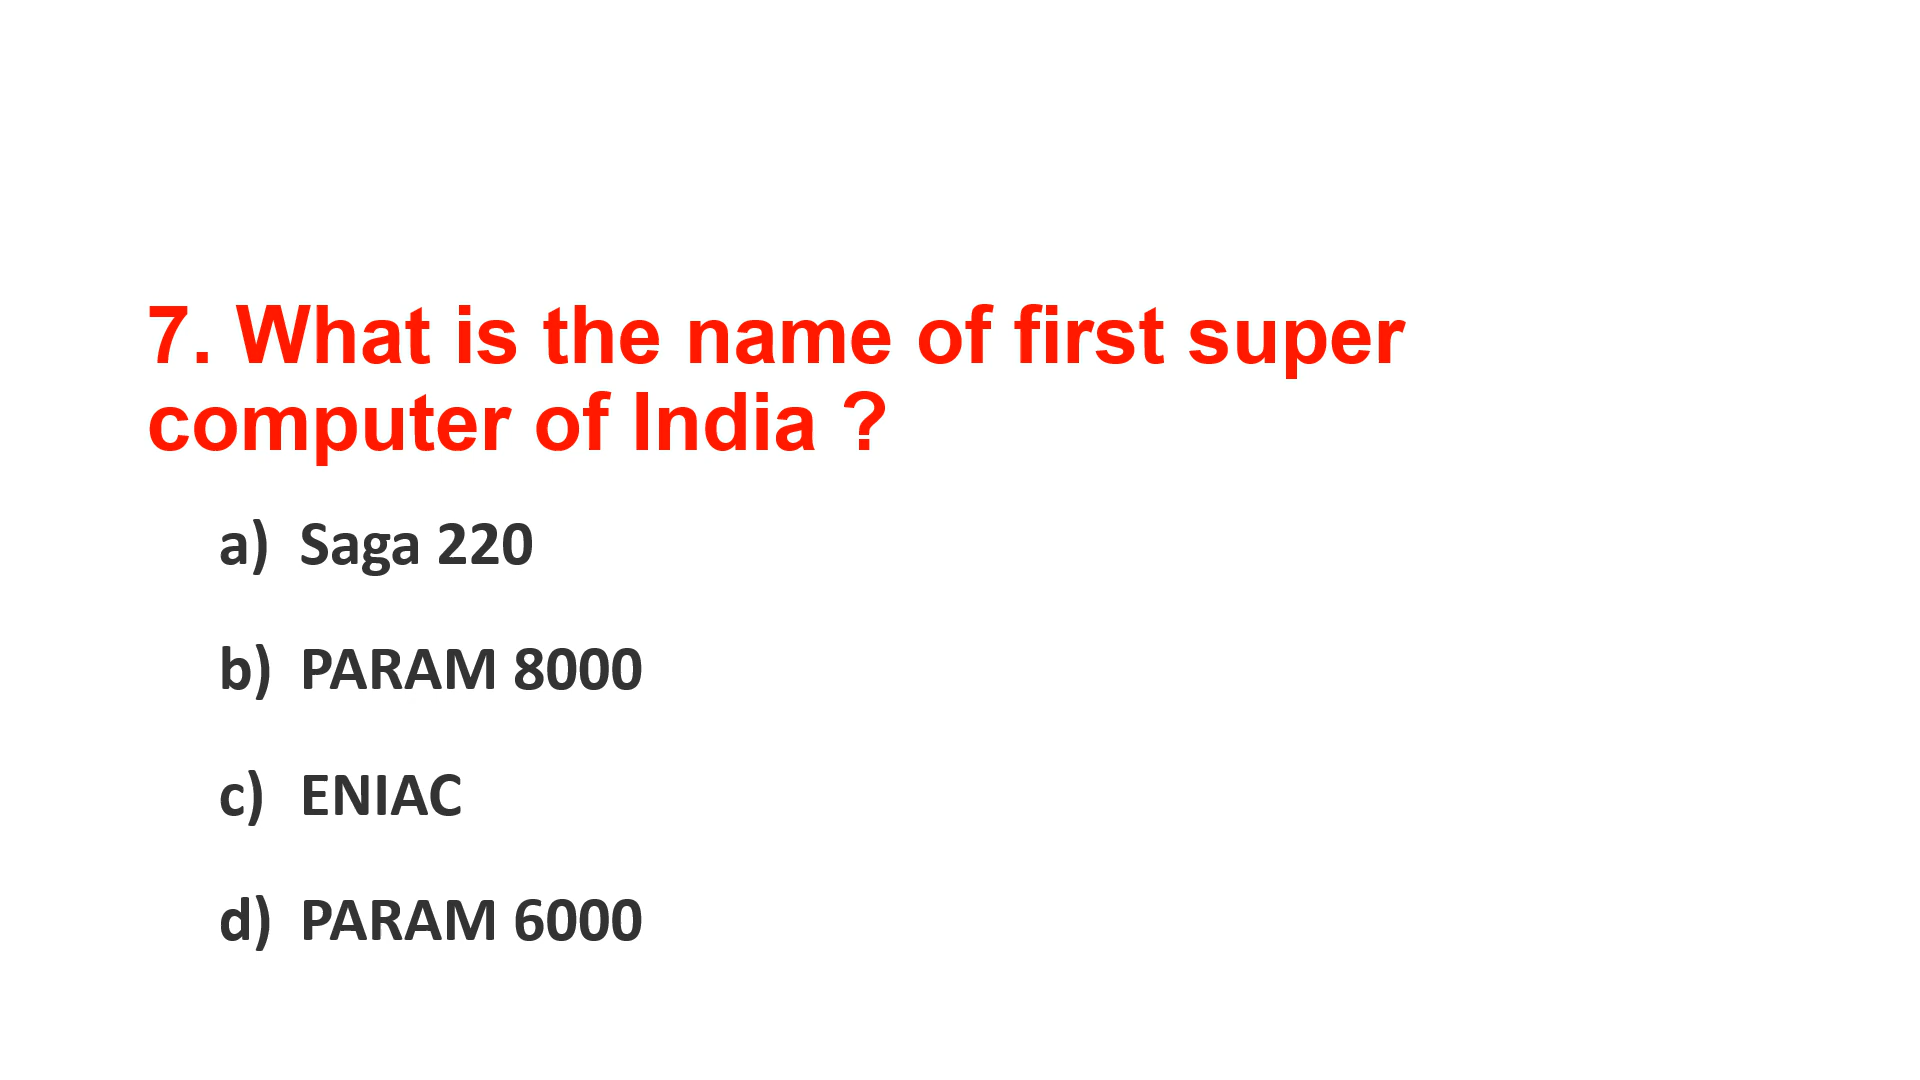 7. What is the name of first super
computer of India ?
a) Saga 220
b) PARAM 8000
c) ENIAC
d) PARAM 6000